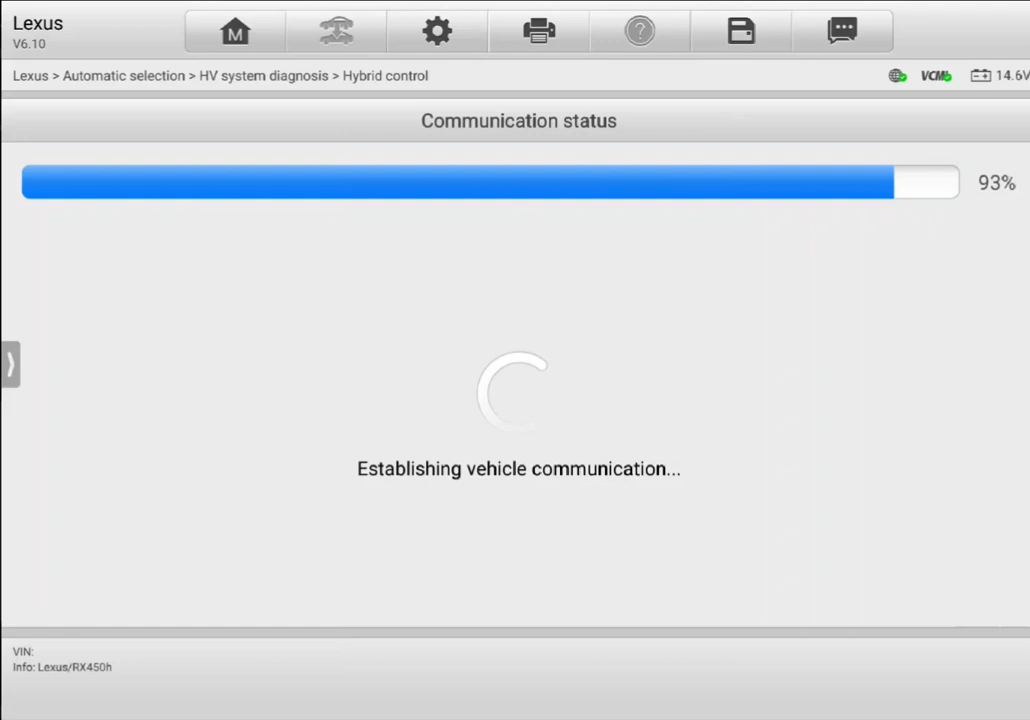 Lexus
V6.10
M
?
Lexus > Automatic selection > HV system diagnosis > Hybrid control
VCMI
14.6V
Communication status
93%
Establishing vehicle communication...
VIN:
Info: Lexus/RX450h